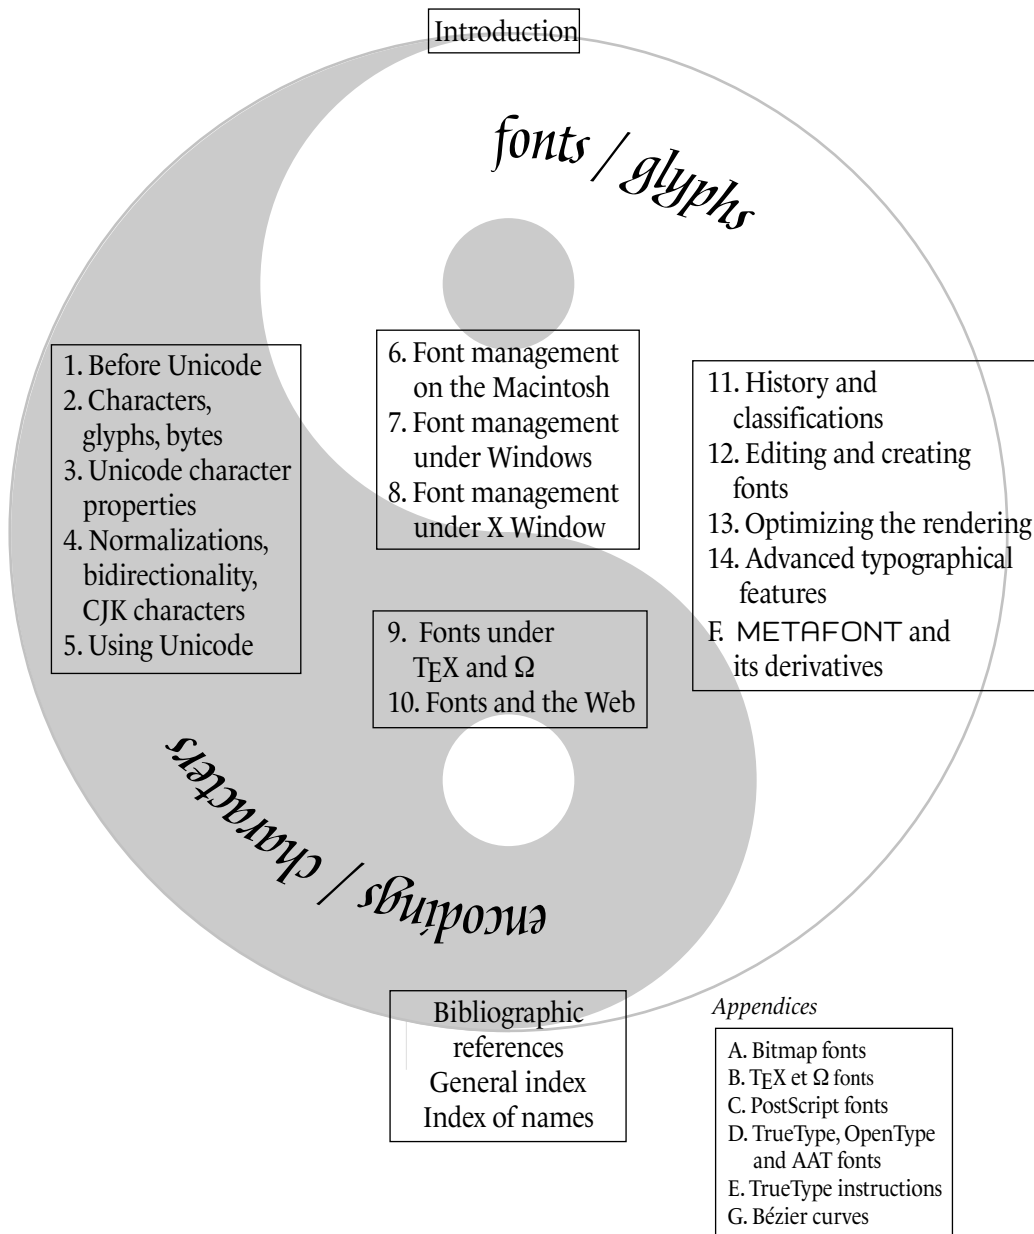 Introduction
fonts / glyphs
1. Before Unicode
2. Characters,
glyphs, bytes
3. Unicode character
properties
4. Normalizations,
bidirectionality,
CJK characters
5. Using Unicode
6. Font management
on the Macintosh
7. Font management
under Windows
8. Font management
under X Window
9. Fonts under
TEX and Ω
10. Fonts and the Web
11. History and
classifications
12. Editing and creating
fonts
13. Optimizing the rendering
14. Advanced typographical
features
F. METAFONT and
its derivatives
encodings / characters
Bibliographic
references
General index
Index of names
Appendices
A. Bitmap fonts
B. TEX et Ω fonts
C. PostScript fonts
D. TrueType, OpenType
and AAT fonts
E. TrueType instructions
G. Bézier curves